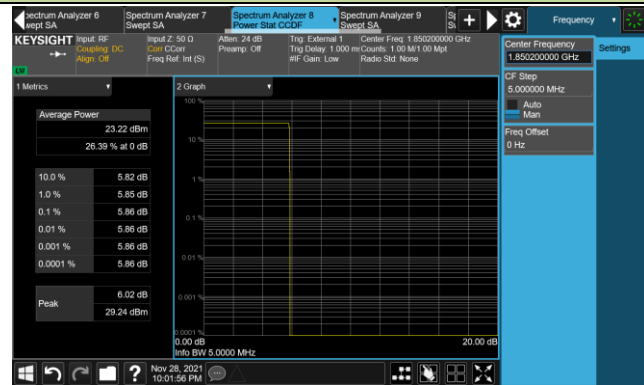 Spectrum Analyzer 6
Swept SA
Spectrum Analyzer 7
Swept SA
Spectrum Analyzer 8
Power Stat CCDF
Spectrum Analyzer 9
Swept SA
Frequency
KEYSIGHT
Input: RF
Coupling: DC
Align: Off
Input Z: 50 Ω
Corr CCorr
Freq Ref: Int (S)
Atten: 24 dB
Preamp: Off
Trig: External 1
Trig Delay: 1.000 ms
#IF Gain: Low
Center Freq: 1.850200000 GHz
Counts: 1.00 M/1.00 Mpt
Radio Std: None
Center Frequency
1.850200000 GHz
Settings
CF Step
5.000000 MHz
Auto
Man
Freq Offset
0 Hz
1 Metrics
2 Graph
Average Power
23.22 dBm
26.39 % at 0 dB
10.0 % 5.82 dB
1.0 % 5.85 dB
0.1 % 5.86 dB
0.01 % 5.86 dB
0.001 % 5.86 dB
0.0001 % 5.86 dB
Peak
6.02 dB
29.24 dBm
100 %
10 %
1 %
0.1 %
0.01 %
0.001 %
0.0001 %
0.00 dB
20.00 dB
Info BW 5.0000 MHz
?
Nov 28, 2021
10:01:56 PM